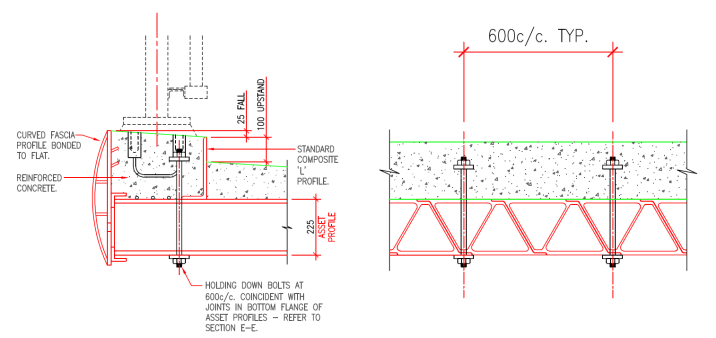 600c/c. TYP.
25 FALL
100 UPSTAND
CURVED FASCIA
PROFILE BONDED
TO FLAT.
REINFORCED
CONCRETE.
STANDARD
COMPOSITE
'L'
PROFILE.
225
ASSET
PROFILE
HOLDING DOWN BOLTS AT
600c/c. COINCIDENT WITH
JOINTS IN BOTTOM FLANGE OF
ASSET PROFILES – REFER TO
SECTION E–E.